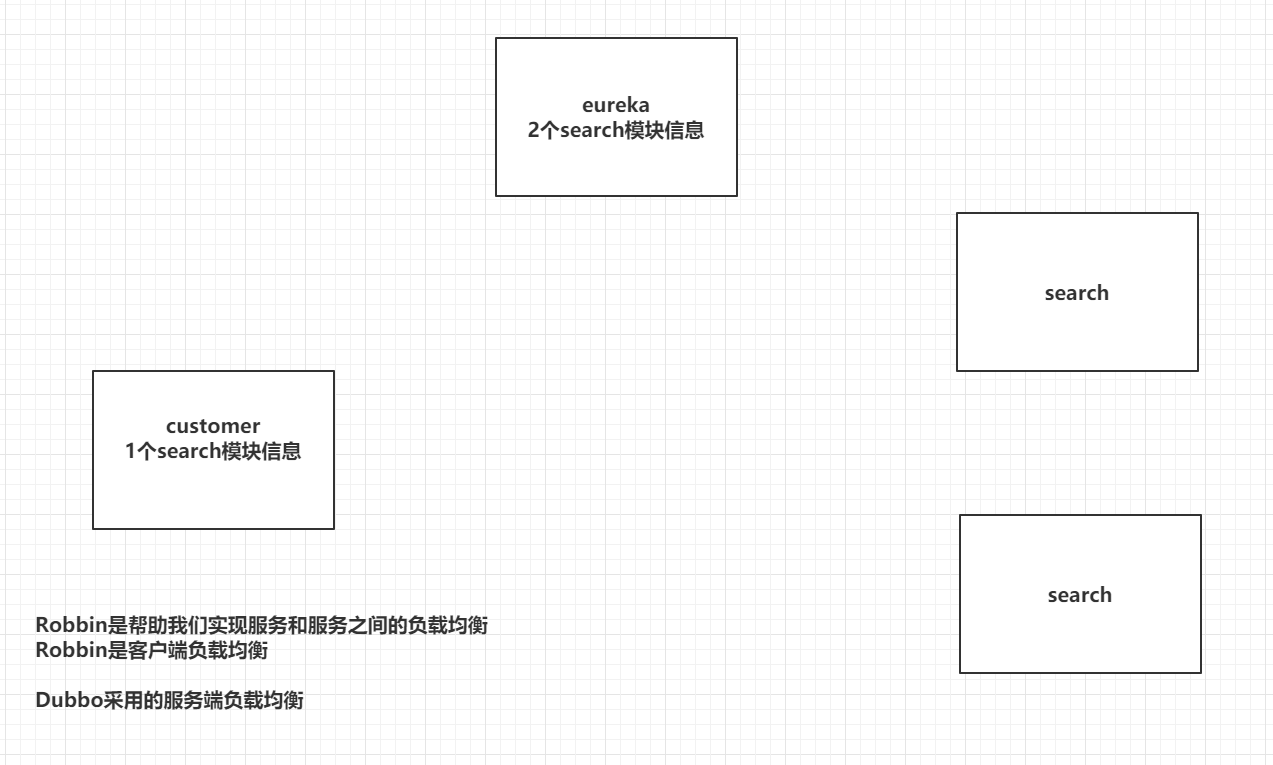 eureka
2个search模块信息
search
customer
1个search模块信息
search
Robbin是帮助我们实现服务和服务之间的负载均衡
Robbin是客户端负载均衡
Dubbo采用的服务端负载均衡